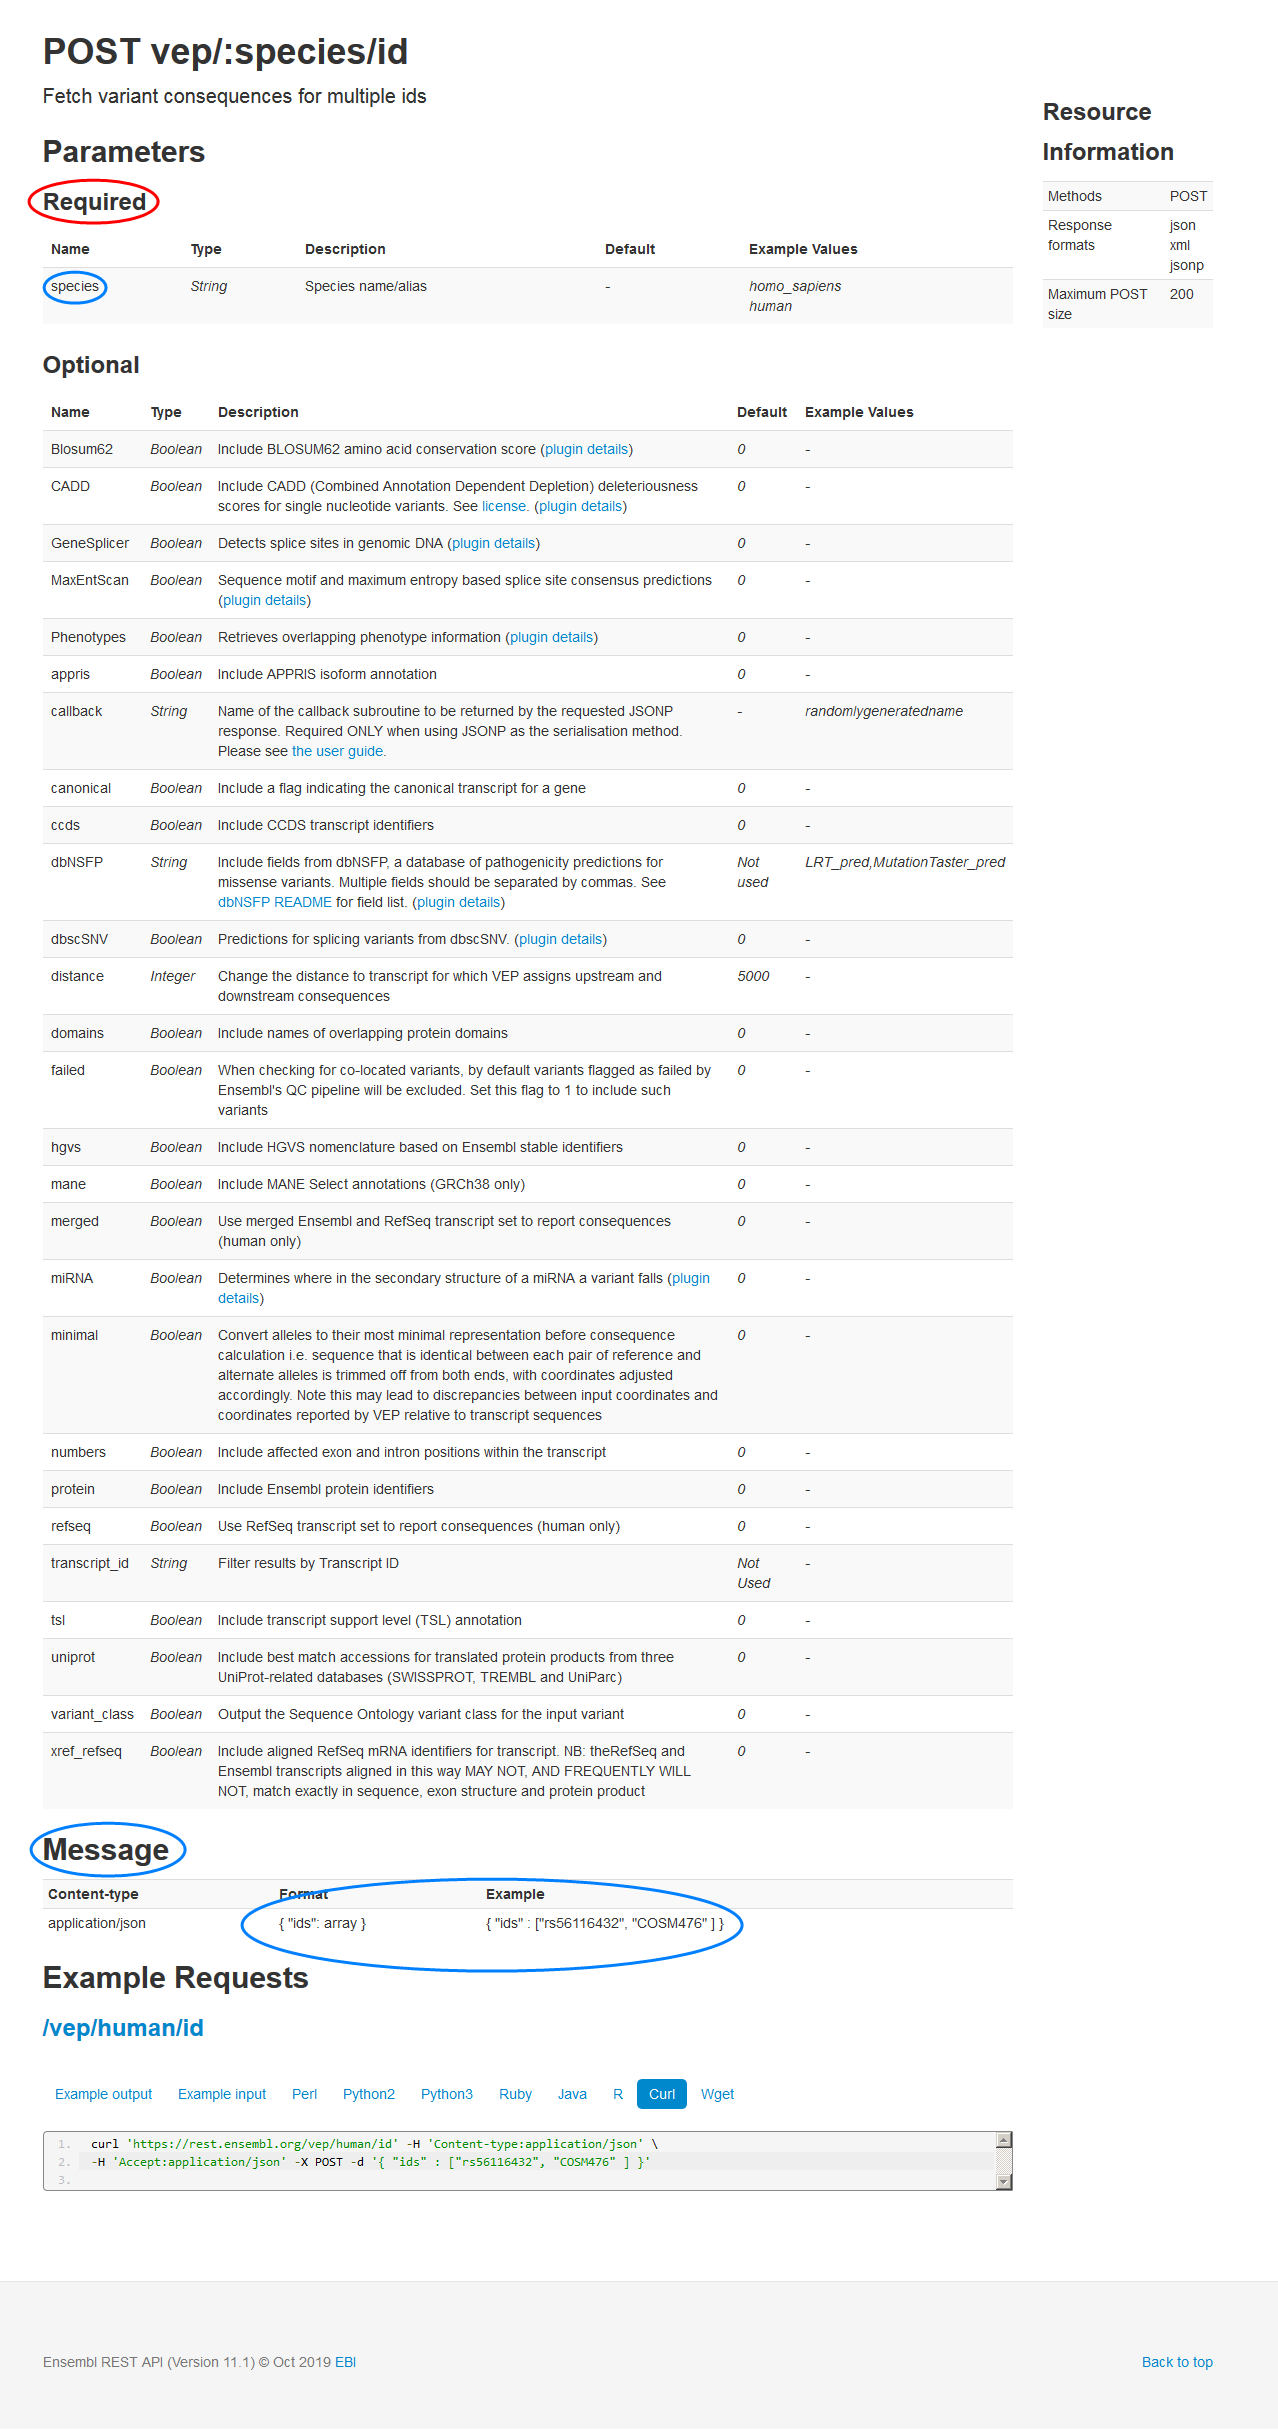 POST vep/:species/id
Fetch variant consequences for multiple ids
Parameters
Required
Name Type Description Default Example Values
species String Species name/alias - homo_sapiens
human
Optional
Name Type Description Default Example Values
Blosum62 Boolean Include BLOSUM62 amino acid conservation score (plugin details) 0 -
CADD Boolean Include CADD (Combined Annotation Dependent Depletion) deleteriousness 0 -
scores for single nucleotide variants. See license. (plugin details)
GeneSplicer Boolean Detects splice sites in genomic DNA (plugin details) 0 -
MaxEntScan Boolean Sequence motif and maximum entropy based splice site consensus predictions 0 -
(plugin details)
Phenotypes Boolean Retrieves overlapping phenotype information (plugin details) 0 -
appris Boolean Include APPRIS isoform annotation 0 -
callback String Name of the callback subroutine to be returned by the requested JSONP - randomlygeneratedname
response. Required ONLY when using JSONP as the serialisation method.
Please see the user guide.
canonical Boolean Include a flag indicating the canonical transcript for a gene 0 -
ccds Boolean Include CCDS transcript identifiers 0 -
dbNSFP String Include fields from dbNSFP, a database of pathogenicity predictions for Not LRT_pred,MutationTaster_pred
missense variants. Multiple fields should be separated by commas. See used
dbNSFP README for field list. (plugin details)
dbscSNV Boolean Predictions for splicing variants from dbscSNV. (plugin details) 0 -
distance Integer Change the distance to transcript for which VEP assigns upstream and 5000 -
downstream consequences
domains Boolean Include names of overlapping protein domains 0 -
failed Boolean When checking for co-located variants, by default variants flagged as failed by 0 -
Ensembl's QC pipeline will be excluded. Set this flag to 1 to include such
variants
hgvs Boolean Include HGVS nomenclature based on Ensembl stable identifiers 0 -
mane Boolean Include MANE Select annotations (GRCh38 only) 0 -
merged Boolean Use merged Ensembl and RefSeq transcript set to report consequences 0 -
(human only)
miRNA Boolean Determines where in the secondary structure of a miRNA a variant falls (plugin 0 -
details)
minimal Boolean Convert alleles to their most minimal representation before consequence 0 -
calculation i.e. sequence that is identical between each pair of reference and
alternate alleles is trimmed off from both ends, with coordinates adjusted
accordingly. Note this may lead to discrepancies between input coordinates and
coordinates reported by VEP relative to transcript sequences
numbers Boolean Include affected exon and intron positions within the transcript 0 -
protein Boolean Include Ensembl protein identifiers 0 -
refseq Boolean Use RefSeq transcript set to report consequences (human only) 0 -
transcript_id String Filter results by Transcript ID Not -
Used
tsl Boolean Include transcript support level (TSL) annotation 0 -
uniprot Boolean Include best match accessions for translated protein products from three 0 -
UniProt-related databases (SWISSPROT, TREMBL and UniParc)
variant_class Boolean Output the Sequence Ontology variant class for the input variant 0 -
xref_refseq Boolean Include aligned RefSeq mRNA identifiers for transcript. NB: theRefSeq and 0 -
Ensembl transcripts aligned in this way MAY NOT, AND FREQUENTLY WILL
NOT, match exactly in sequence, exon structure and protein product
Message
Content-type Format Example
application/json { "ids": array } { "ids" : ["rs56116432", "COSM476" ] }
Example Requests
/vep/human/id
Example output Example input Perl Python2 Python3 Ruby Java R Curl Wget
1. curl 'https://rest.ensembl.org/vep/human/id' -H 'Content-type:application/json' \
2. -H 'Accept:application/json' -X POST -d '{ "ids" : ["rs56116432", "COSM476" ] }'
3.
Resource
Information
Methods POST
Response json
formats xml
jsonp
Maximum POST 200
size
Ensembl REST API (Version 11.1) © Oct 2019 EBI
Back to top